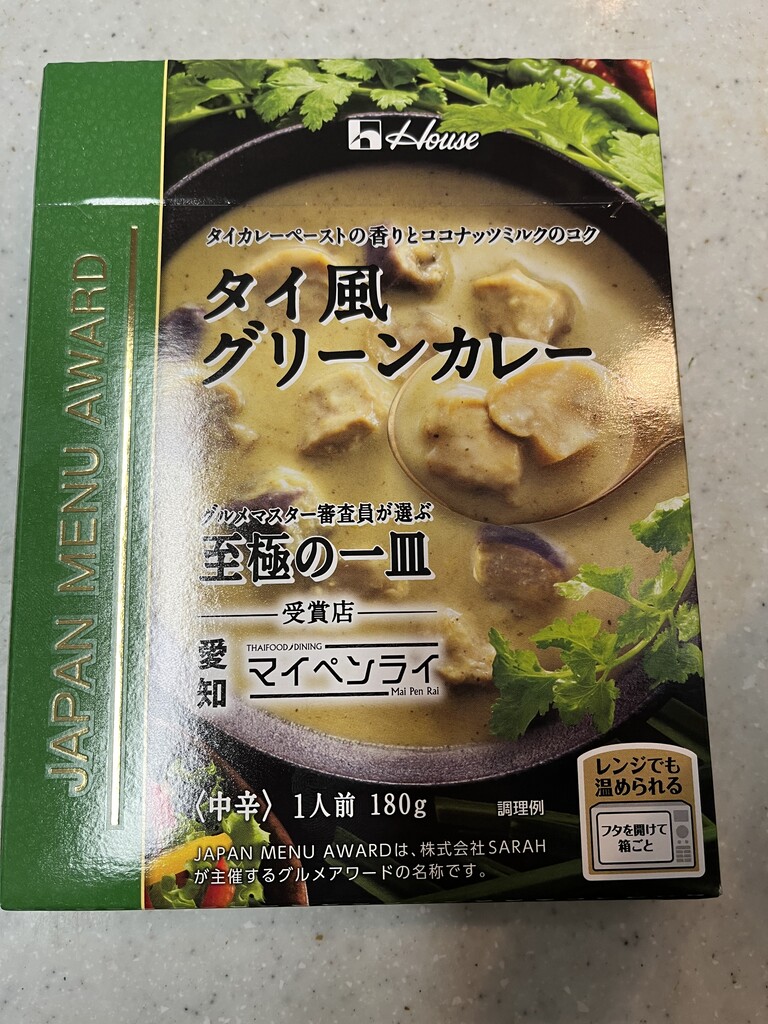 House
タイカレーペーストの香りとココナッツミルクのコク
タイ風
グリーンカレー
JAPAN MENU AWARD
グルメマスター審査員が選ぶ
至極の一皿
受賞店
愛知
THAIFOOD DINING
マイペンライ
Mai Pen Rai
〈中辛〉 1人前 180g
調理例
レンジでも
温められる
フタを開けて
箱ごと
JAPAN MENU AWARDは、株式会社SARAH
が主催するグルメアワードの名称です。